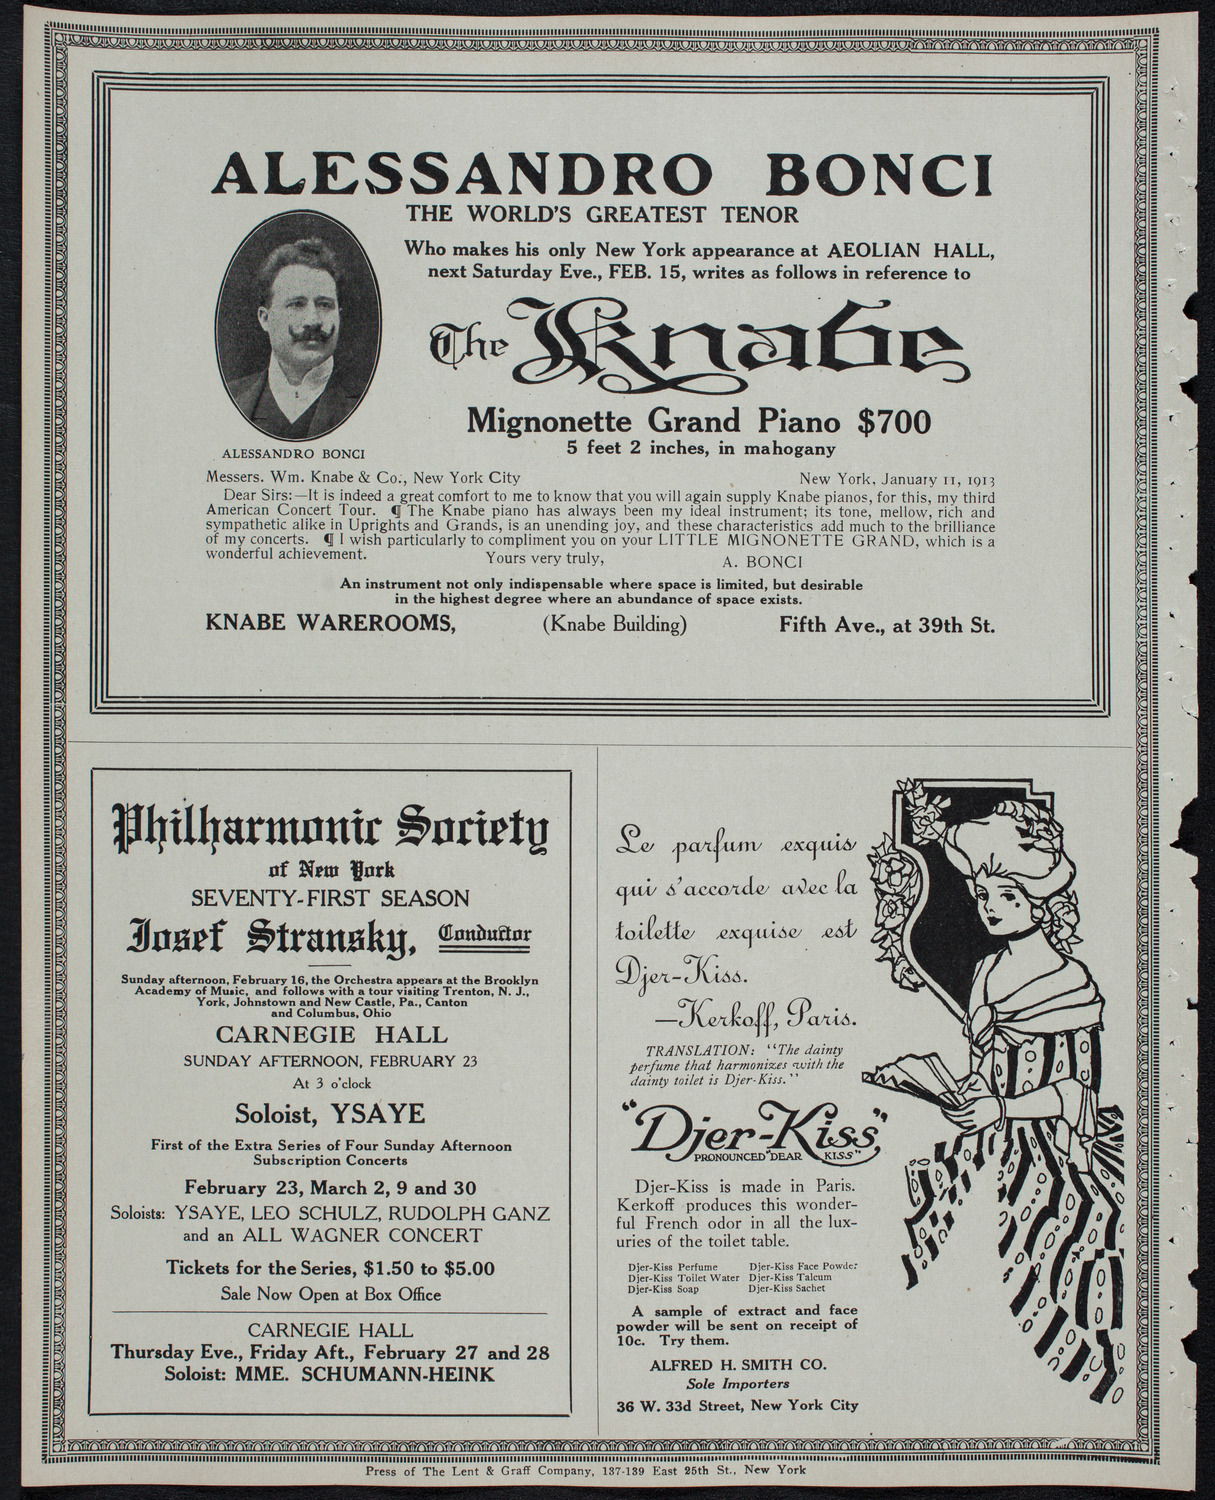 ALESSANDRO BONCI
THE WORLD'S GREATEST TENOR
Who makes his only New York appearance at AEOLIAN HALL,
next Saturday Eve., FEB. 15, writes as follows in reference to
The Knabe
Mignonette Grand Piano $700
5 feet 2 inches, in mahogany
ALESSANDRO BONCI
Messers. Wm. Knabe & Co., New York City New York, January 11, 1913
Dear Sirs:—It is indeed a great comfort to me to know that you will again supply Knabe pianos, for this, my third
American Concert Tour. ¶ The Knabe piano has always been my ideal instrument; its tone, mellow, rich and
sympathetic alike in Uprights and Grands, is an unending joy, and these characteristics add much to the brilliance
of my concerts. ¶ I wish particularly to compliment you on your LITTLE MIGNONETTE GRAND, which is a
wonderful achievement. Yours very truly, A. BONCI
An instrument not only indispensable where space is limited, but desirable
in the highest degree where an abundance of space exists.
KNABE WAREROOMS, (Knabe Building) Fifth Ave., at 39th St.
Philharmonic Society
of New York
SEVENTY-FIRST SEASON
Josef Stransky, Conductor
Sunday afternoon, February 16, the Orchestra appears at the Brooklyn
Academy of Music, and follows with a tour visiting Trenton, N. J.,
York, Johnstown and New Castle, Pa., Canton
and Columbus, Ohio
CARNEGIE HALL
SUNDAY AFTERNOON, FEBRUARY 23
At 3 o'clock
Soloist, YSAYE
First of the Extra Series of Four Sunday Afternoon
Subscription Concerts
February 23, March 2, 9 and 30
Soloists: YSAYE, LEO SCHULZ, RUDOLPH GANZ
and an ALL WAGNER CONCERT
Tickets for the Series, $1.50 to $5.00
Sale Now Open at Box Office
CARNEGIE HALL
Thursday Eve., Friday Aft., February 27 and 28
Soloist: MME. SCHUMANN-HEINK
Le parfum exquis
qui s'accorde avec la
toilette exquise est
Djer-Kiss.
—Kerkoff, Paris.
TRANSLATION: "The dainty
perfume that harmonizes with the
dainty toilet is Djer-Kiss."
"Djer-Kiss"
PRONOUNCED "DEAR KISS"
Djer-Kiss is made in Paris.
Kerkoff produces this wonder-
ful French odor in all the lux-
uries of the toilet table.
Djer-Kiss Perfume Djer-Kiss Face Powder
Djer-Kiss Toilet Water Djer-Kiss Talcum
Djer-Kiss Soap Djer-Kiss Sachet
A sample of extract and face
powder will be sent on receipt of
10c. Try them.
ALFRED H. SMITH CO.
Sole Importers
36 W. 33d Street, New York City
Press of The Lent & Graff Company, 137-139 East 25th St., New York